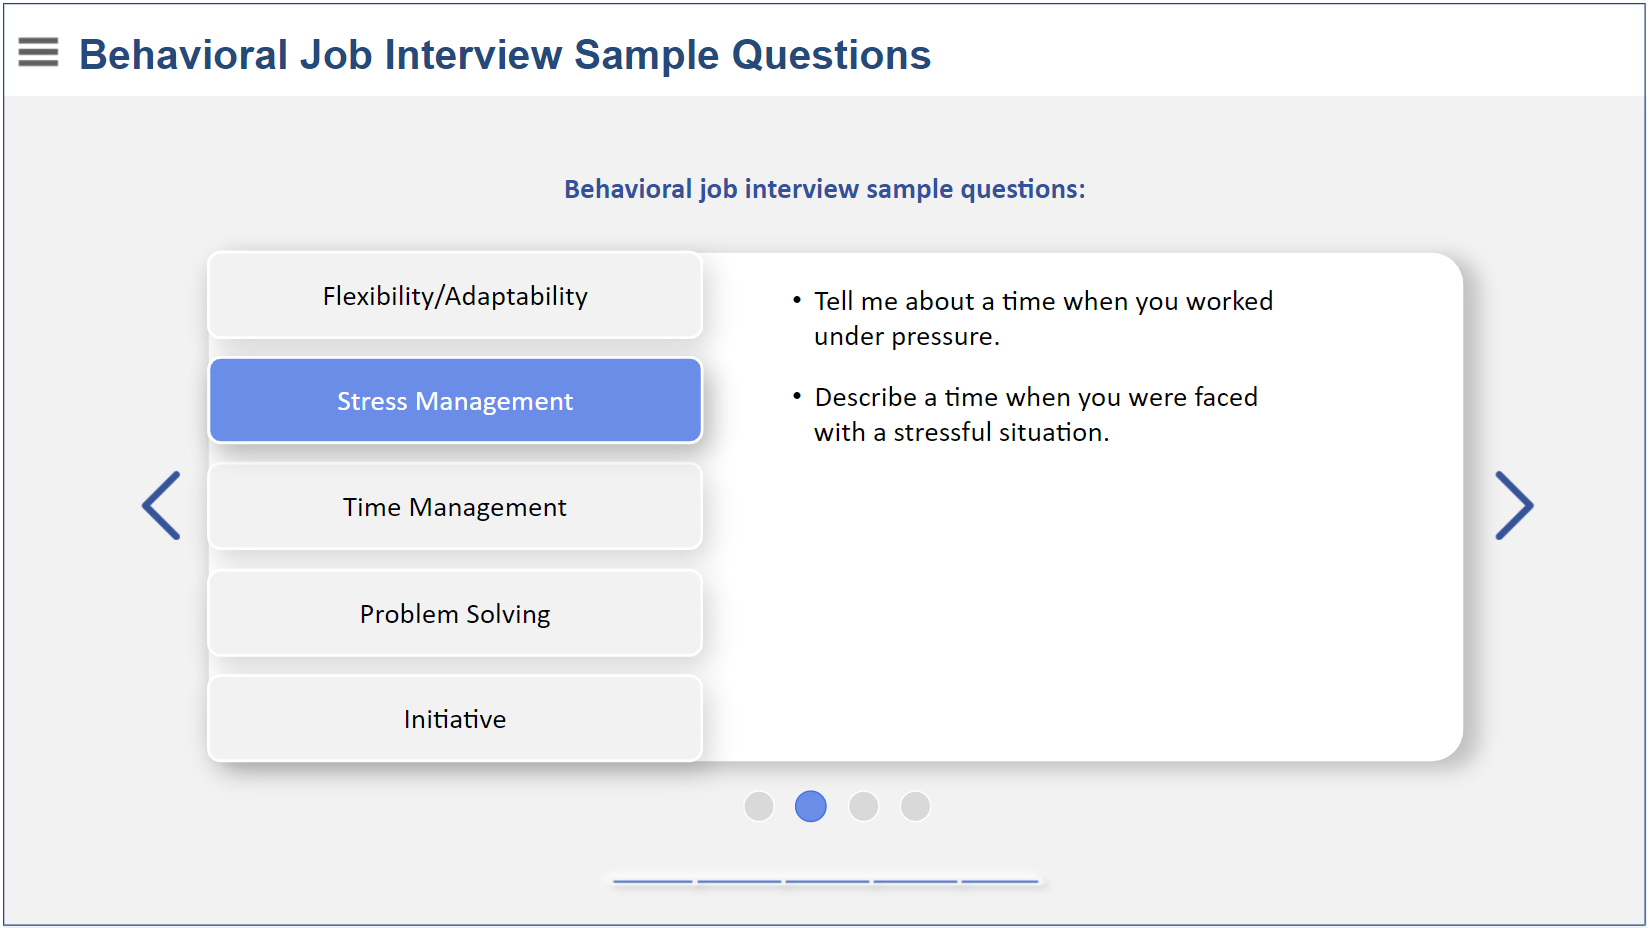 Behavioral Job Interview Sample Questions
Behavioral job interview sample questions:
Flexibility/Adaptability
Stress Management
Time Management
Problem Solving
Initiative
• Tell me about a time when you worked
under pressure.
• Describe a time when you were faced
with a stressful situation.